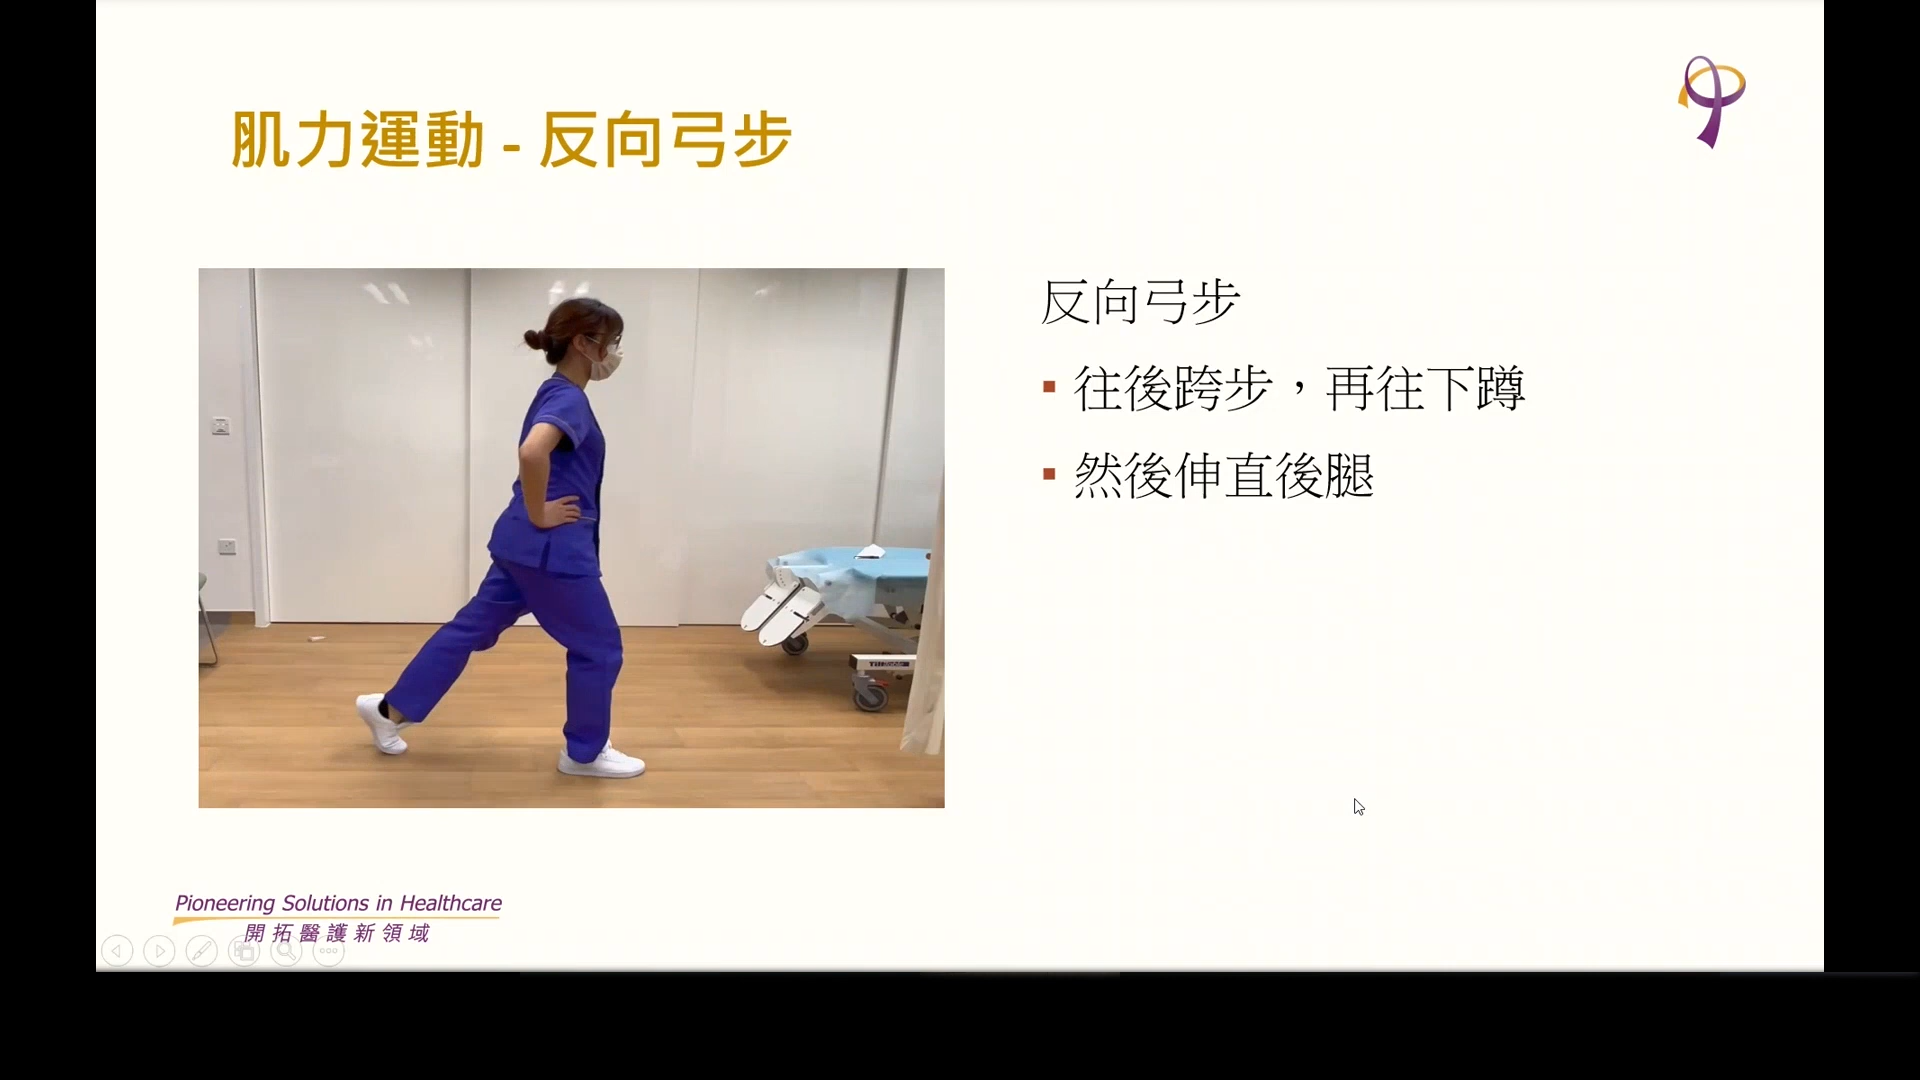 肌力運動 - 反向弓步
反向弓步
▪ 往後跨步，再往下蹲
▪ 然後伸直後腿
Pioneering Solutions in Healthcare
開拓醫護新領域